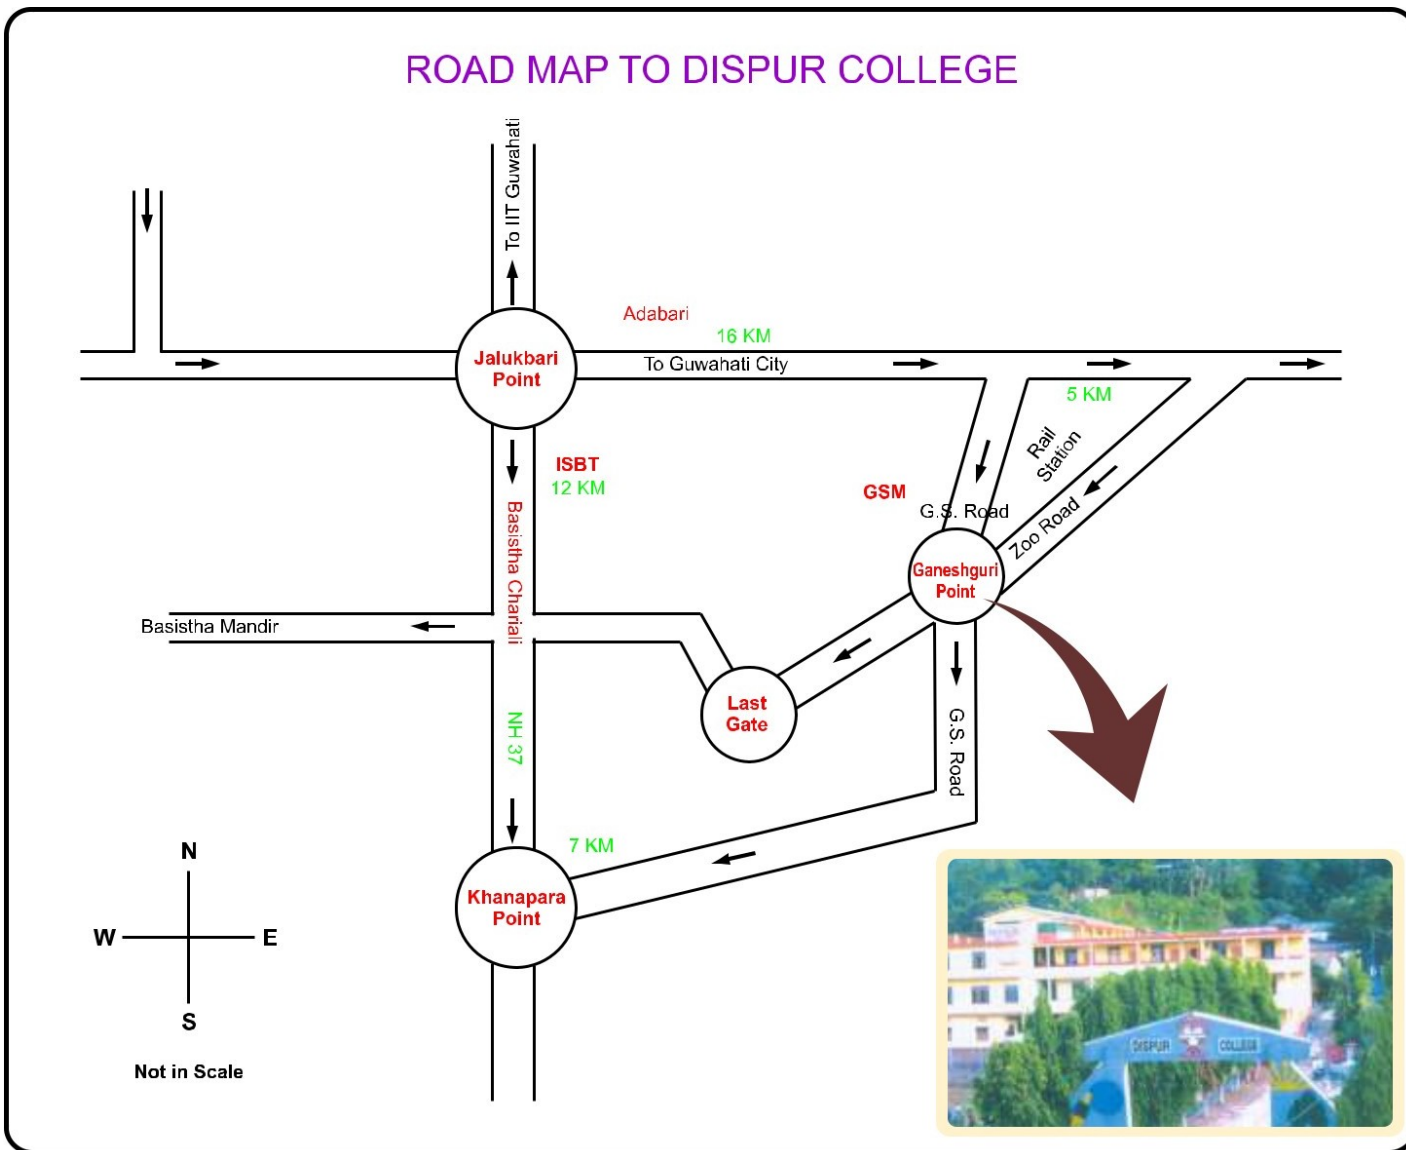 ROAD MAP TO DISPUR COLLEGE
To IIT Guwahati
Adabari
16 KM
Jalukbari
Point
To Guwahati City
5 KM
Rail
Station
ISBT
12 KM
GSM
G.S. Road
Zoo Road
Basistha Chariali
Ganeshguri
Point
Basistha Mandir
Last
Gate
NH 37
G.S. Road
7 KM
Khanapara
Point
N
W
E
S
Not in Scale
DISPUR COLLEGE